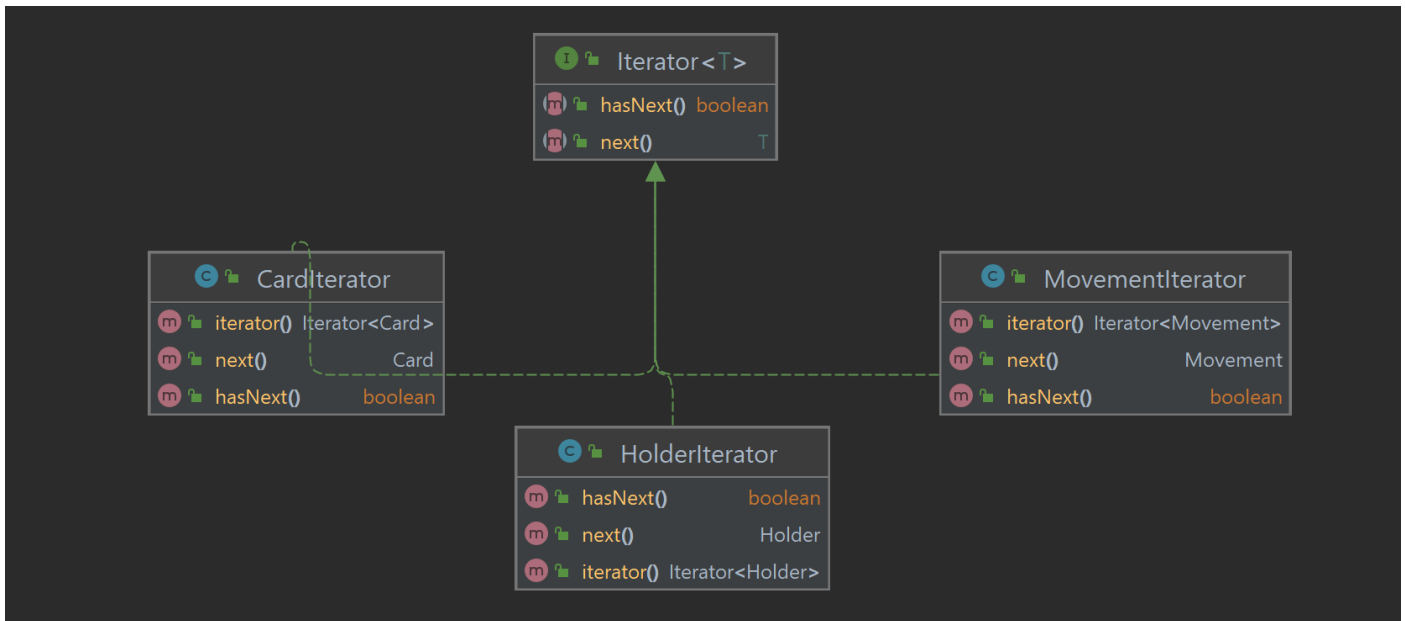 Iterator<T>
hasNext() boolean
next() T
CardIterator
iterator() Iterator<Card>
next() Card
hasNext() boolean
MovementIterator
iterator() Iterator<Movement>
next() Movement
hasNext() boolean
HolderIterator
hasNext() boolean
next() Holder
iterator() Iterator<Holder>